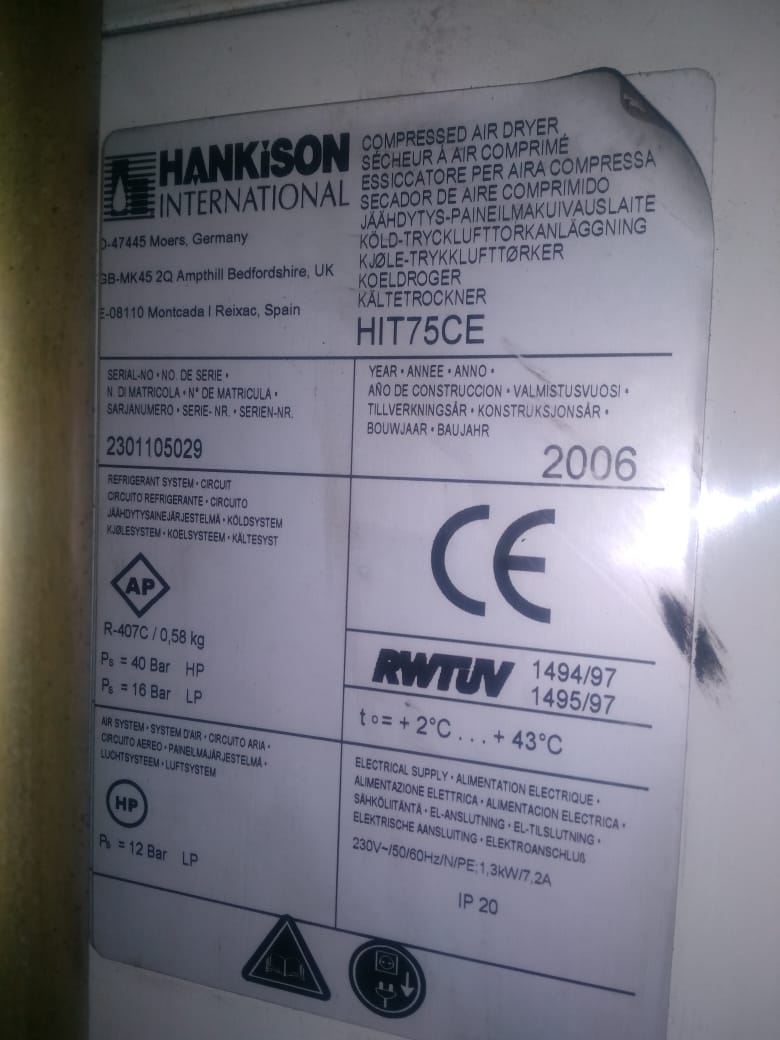 HANKiSON
INTERNATIONAL
D-47445 Moers, Germany
GB-MK45 2Q Ampthill Bedfordshire, UK
E-08110 Montcada I Reixac, Spain
COMPRESSED AIR DRYER
SÉCHEUR À AIR COMPRIMÉ
ESSICCATORE PER AIRA COMPRESSA
SECADOR DE AIRE COMPRIMIDO
JÄÄHDYTYS-PAINEILMAKUIVAUSLAITE
KÖLD-TRYCKLUFTTORKANLÄGGNING
KJØLE-TRYKKLUFTTØRKER
KOELDROGER
KÄLTETROCKNER
HIT75CE
SERIAL-NO • NO. DE SERIE •
N. DI MATRICOLA • N° DE MATRICULA •
SARJANUMERO • SERIE- NR. • SERIEN-NR.
2301105029
YEAR • ANNEE • ANNO •
AÑO DE CONSTRUCCION • VALMISTUSVUOSI •
TILLVERKNINGSÅR • KONSTRUKSJONSÅR •
BOUWJAAR • BAUJAHR
2006
REFRIGERANT SYSTEM • CIRCUIT
CIRCUITO REFRIGERANTE • CIRCUITO
JÄÄHDYTYSAINEJÄRJESTELMÄ • KÖLDSYSTEM
KJØLESYSTEM • KOELSYSTEEM • KÄLTESYST
AP
R-407C / 0,58 kg
Ps = 40 Bar HP
Ps = 16 Bar LP
CE
RWTÜV 1494/97
1495/97
t o = + 2°C . . . + 43°C
AIR SYSTEM • SYSTEM D'AIR • CIRCUITO ARIA •
CIRCUITO AEREO • PAINEILMAJÄRJESTELMÄ •
LUCHTSYSTEEM • LUFTSYSTEM
HP
Ps = 12 Bar LP
ELECTRICAL SUPPLY • ALIMENTATION ELECTRIQUE •
ALIMENTAZIONE ELETTRICA • ALIMENTACION ELECTRICA •
SÄHKÖLIITÄNTÄ • EL-ANSLUTNING • EL-TILSLUTNING •
ELEKTRISCHE AANSLUITING • ELEKTROANSCHLUß
230V~/50/60Hz/N/PE;1,3kW/7,2A
IP 20